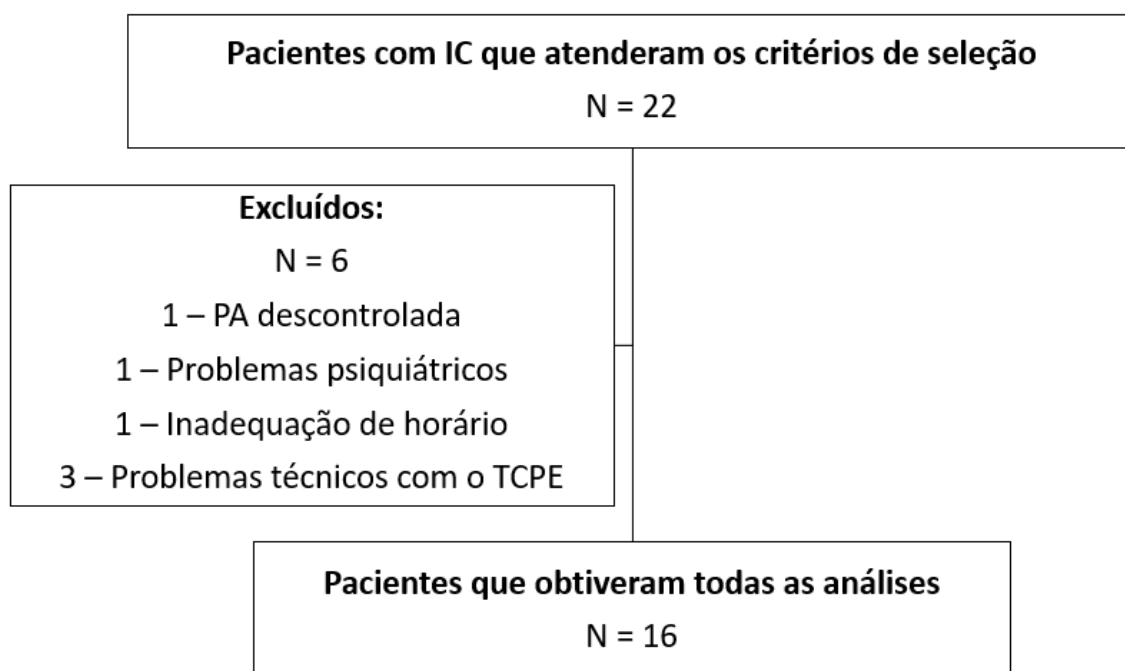 Pacientes com IC que atenderam os critérios de seleção
N = 22
Excluídos:
N = 6
1 – PA descontrolada
1 – Problemas psiquiátricos
1 – Inadequação de horário
3 – Problemas técnicos com o TCPE
Pacientes que obtiveram todas as análises
N = 16